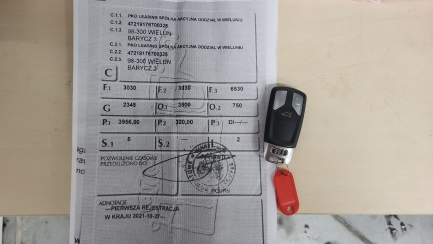 C.1.1. PKO LEASING SPÓŁKA AKCYJNA ODDZIAŁ W WIELUNIU
C.1.2. 47219176700328
C.1.3. 98-300 WIELUŃ
BARYCZ 3
C.2.1. PKO LEASING SPÓŁKA AKCYJNA ODDZIAŁ W WIELUNIU
C.2.2. 47219176700328
C.2.3. 98-300 WIELUŃ
BARYCZ 3
C
F.1 3030 F.2 3030 F.3 6530
G 2345 O.1 3500 O.2 750
P.1 2956,00 P.2 320,00 P.3 D/---/---
S.1 5 S.2 --- L 2
POZWOLENIE CZASOWE
PRZEDŁUŻONO DO:
ADNOTACJE
---PIERWSZA REJESTRACJA
W KRAJU 2021-10-27---